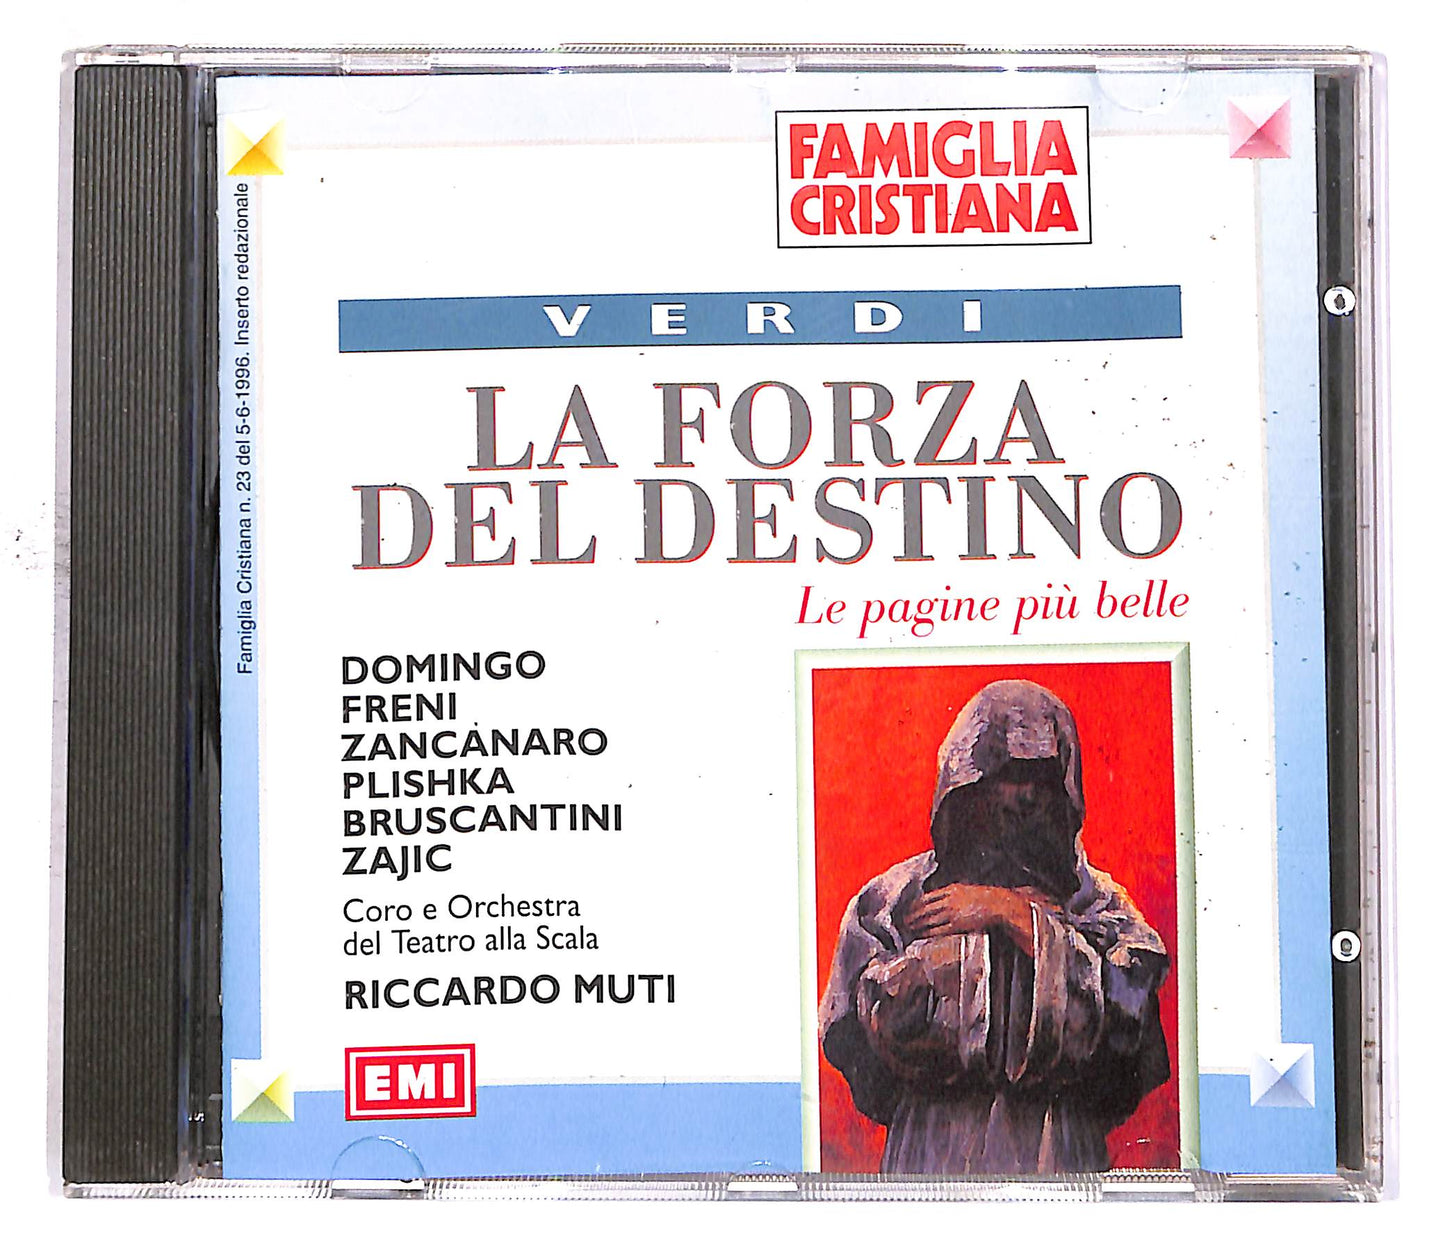 FAMIGLIA
CRISTIANA
Famiglia Cristiana n. 23 del 5-6-1996. Inserto redazionale
VERDI
LA FORZA
DEL DESTINO
Le pagine più belle
DOMINGO
FRENI
ZANCANARO
PLISHKA
BRUSCANTINI
ZAJIC
Coro e Orchestra
del Teatro alla Scala
RICCARDO MUTI
EMI